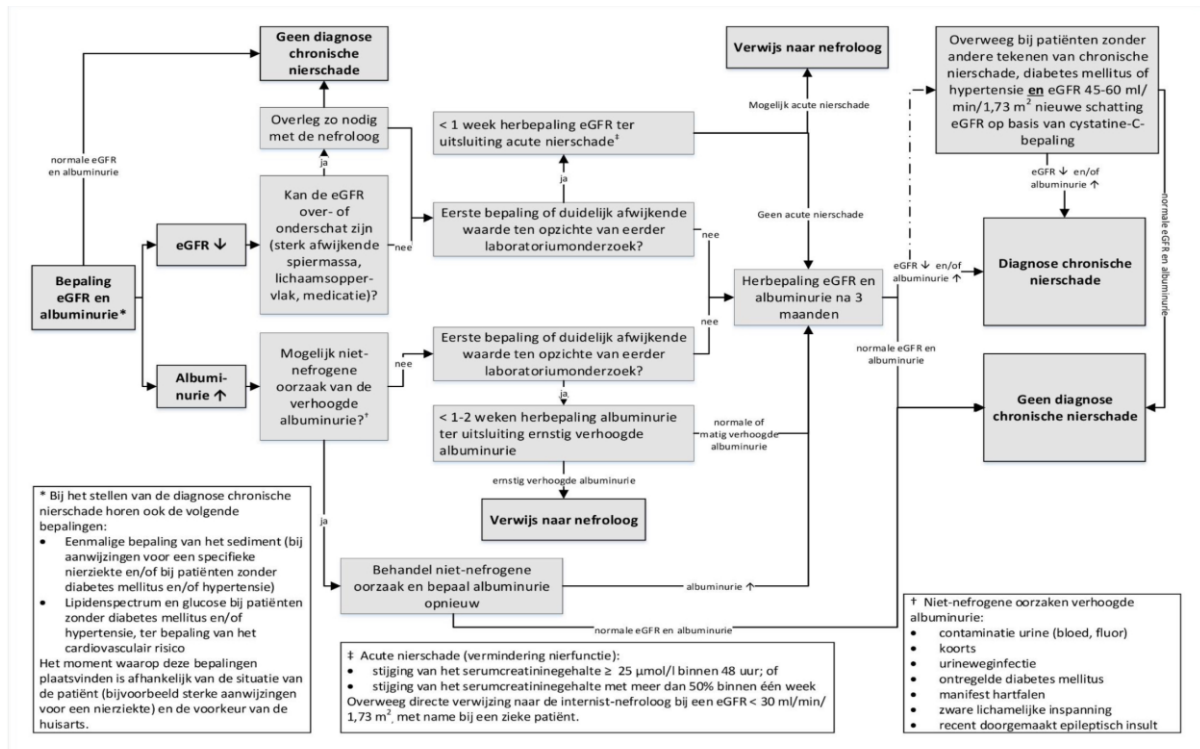 Geen diagnose
chronische
nierschade
Verwijs naar nefroloog
Overweeg bij patiënten zonder
andere tekenen van chronische
nierschade, diabetes mellitus of
hypertensie en eGFR 45-60 ml/
min/1,73 m² nieuwe schatting
eGFR op basis van cystatine-C-
bepaling
Overleg zo nodig
met de nefroloog
< 1 week herbepaling eGFR ter
uitsluiting acute nierschade‡
Mogelijk acute nierschade
normale eGFR
en albuminurie
ja
ja
eGFR ↓ en/of
albuminurie ↑
Kan de eGFR
over- of
onderschat zijn
(sterk afwijkende
spiermassa,
lichaamsopper-
vlak, medicatie)?
Eerste bepaling of duidelijk afwijkende
waarde ten opzichte van eerder
laboratoriumonderzoek?
Geen acute nierschade
normale eGFR en albuminurie
eGFR ↓
nee
nee
Bepaling
eGFR en
albuminurie*
Herbepaling eGFR en
albuminurie na 3
maanden
eGFR ↓ en/of
albuminurie ↑
Diagnose chronische
nierschade
Albumi-
nurie ↑
Mogelijk niet-
nefrogene
oorzaak van de
verhoogde
albuminurie?†
nee
Eerste bepaling of duidelijk afwijkende
waarde ten opzichte van eerder
laboratoriumonderzoek?
nee
normale eGFR en
albuminurie
ja
< 1-2 weken herbepaling albuminurie
ter uitsluiting ernstig verhoogde
albuminurie
normale of
matig verhoogde
albuminurie
Geen diagnose
chronische nierschade
ernstig verhoogde albuminurie
Verwijs naar nefroloog
ja
Behandel niet-nefrogene
oorzaak en bepaal albuminurie
opnieuw
albuminurie ↑
normale eGFR en albuminurie
* Bij het stellen van de diagnose chronische
nierschade horen ook de volgende
bepalingen:
• Eenmalige bepaling van het sediment (bij
aanwijzingen voor een specifieke
nierziekte en/of bij patiënten zonder
diabetes mellitus en/of hypertensie)
• Lipidenspectrum en glucose bij patiënten
zonder diabetes mellitus en/of
hypertensie, ter bepaling van het
cardiovasculair risico
Het moment waarop deze bepalingen
plaatsvinden is afhankelijk van de situatie van
de patiënt (bijvoorbeeld sterke aanwijzingen
voor een nierziekte) en de voorkeur van de
huisarts.
‡ Acute nierschade (vermindering nierfunctie):
• stijging van het serumcreatininegehalte ≥ 25 μmol/l binnen 48 uur; of
• stijging van het serumcreatininegehalte met meer dan 50% binnen één week
Overweeg directe verwijzing naar de internist-nefroloog bij een eGFR < 30 ml/min/
1,73 m², met name bij een zieke patiënt.
† Niet-nefrogene oorzaken verhoogde
albuminurie:
• contaminatie urine (bloed, fluor)
• koorts
• urineweginfectie
• ontregelde diabetes mellitus
• manifest hartfalen
• zware lichamelijke inspanning
• recent doorgemaakt epileptisch insult